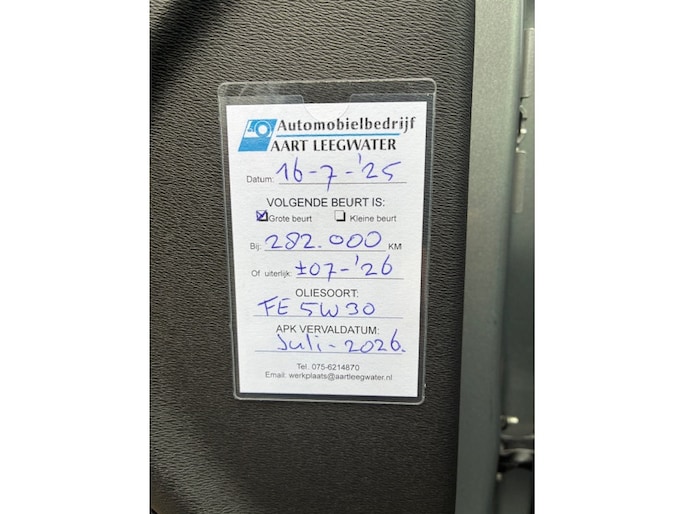 Automobielbedrijf
AART LEEGWATER
Datum: 16-7-'25
VOLGENDE BEURT IS:
Grote beurt Kleine beurt
Bij: 282.000 KM
Of uiterlijk: ±07-'26
OLIESOORT:
FE 5W30
APK VERVALDATUM:
Juli-2026.
Tel. 075-6214870
Email: werkplaats@aartleegwater.nl